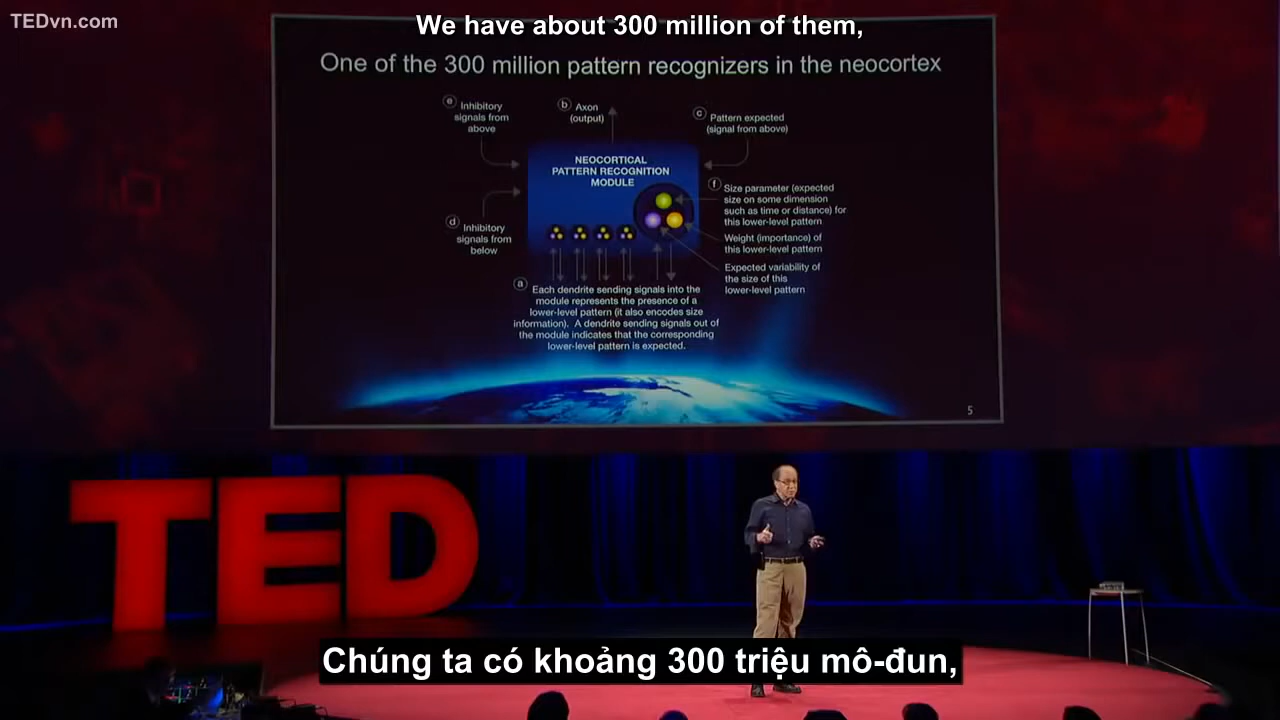 TEDvn.com
We have about 300 million of them,
One of the 300 million pattern recognizers in the neocortex
e Inhibitory
signals from
above
b Axon
(output)
c Pattern expected
(signal from above)
NEOCORTICAL
PATTERN RECOGNITION
MODULE
f Size parameter (expected
size on some dimension
such as time or distance) for
this lower-level pattern
Weight (importance) of
this lower-level pattern
Expected variability of
the size of this
lower-level pattern
d Inhibitory
signals from
below
a Each dendrite sending signals into the
module represents the presence of a
lower-level pattern (it also encodes size
information). A dendrite sending signals out of
the module indicates that the corresponding
lower-level pattern is expected.
5
TED
Chúng ta có khoảng 300 triệu mô-đun,